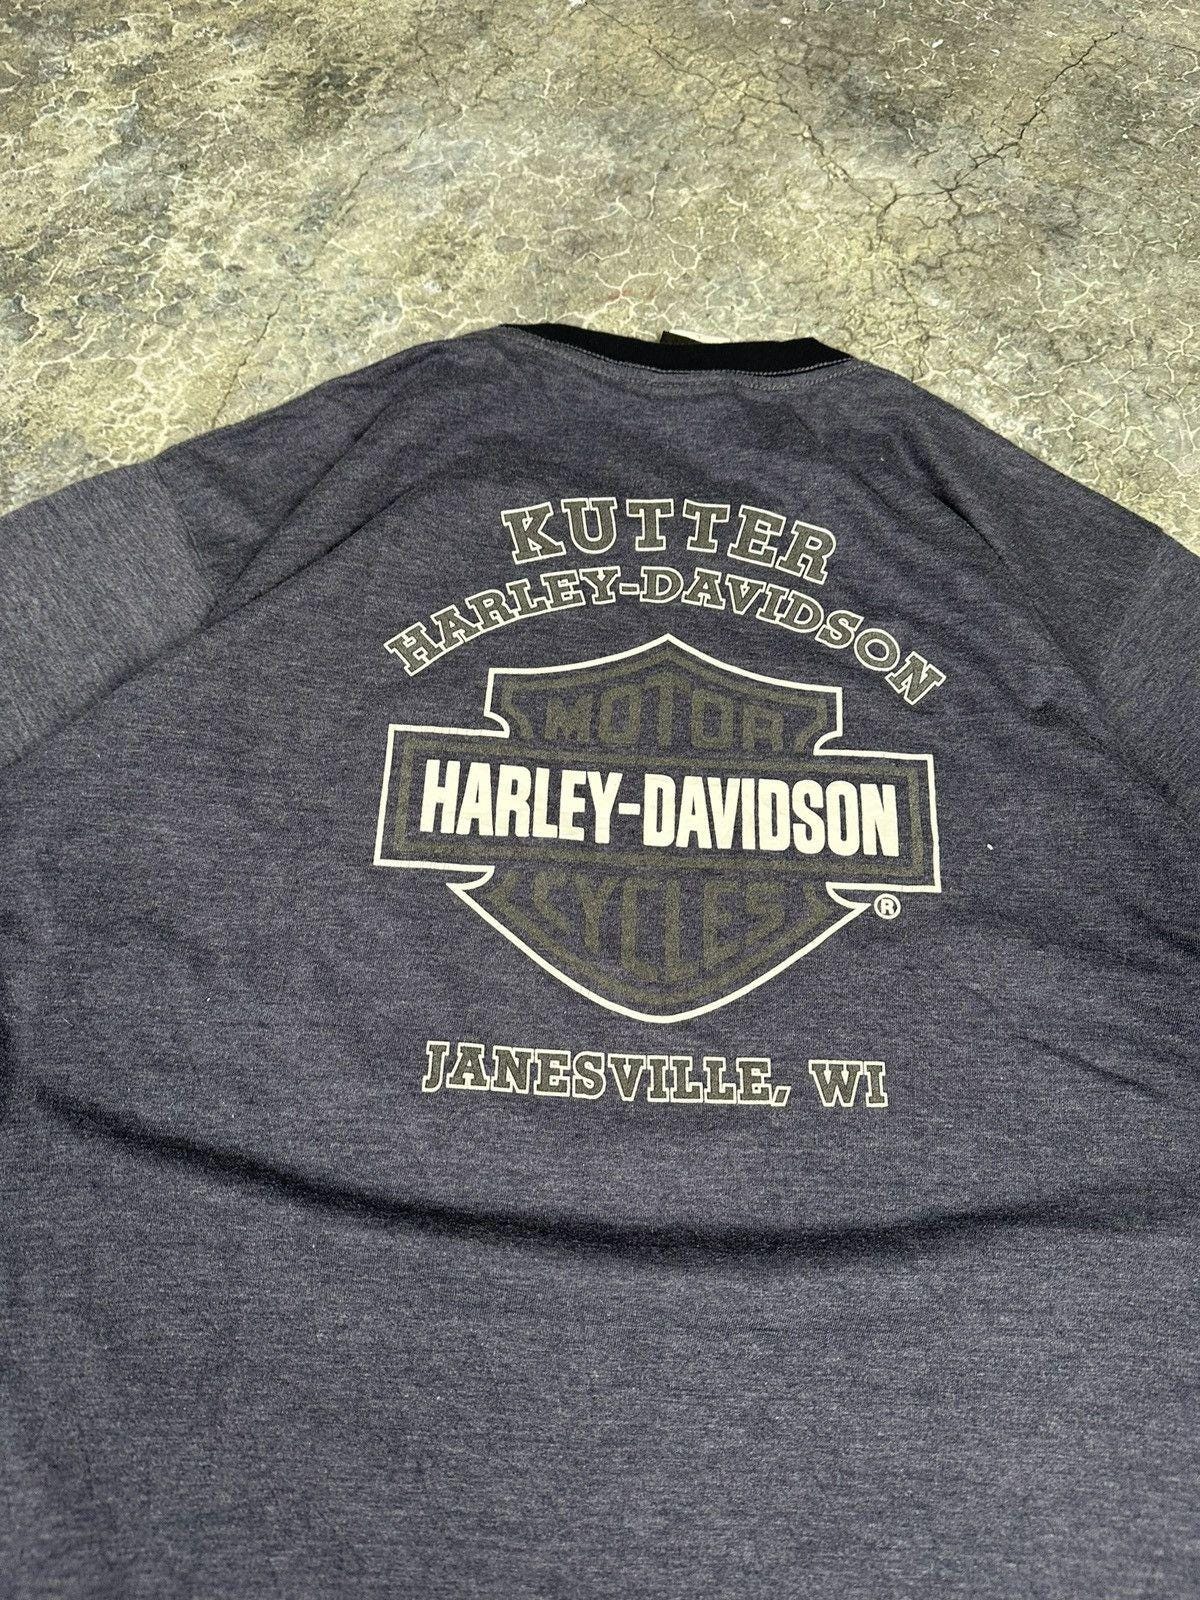 KUTTER
HARLEY-DAVIDSON
MOTOR
HARLEY-DAVIDSON
CYCLES
®
JANESVILLE, WI